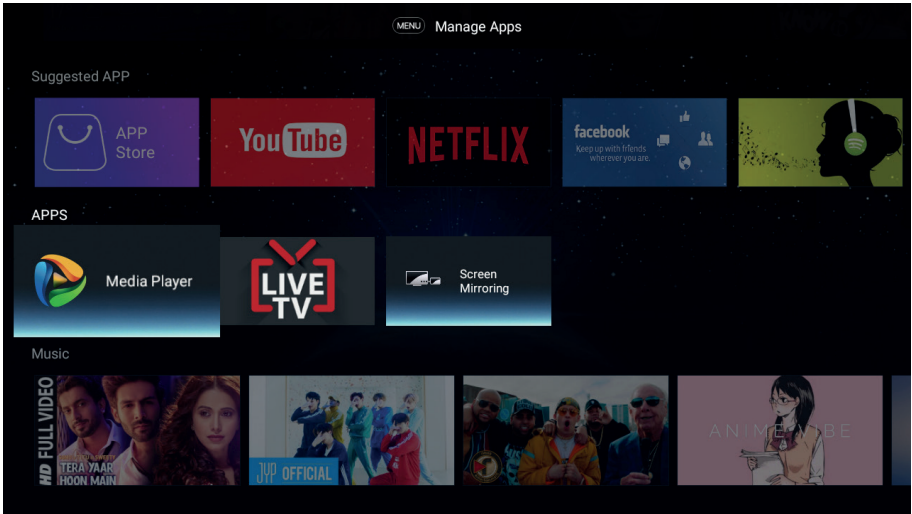 MENU Manage Apps
Suggested APP
APP
Store
YouTube
NETFLIX
facebook
Keep up with friends
wherever you are.
APPS
Media Player
LIVE
TV
Screen
Mirroring
Music
HD FULL VIDEO
TERA YAAR
HOON MAIN
JYP OFFICIAL
ANIME VIBE